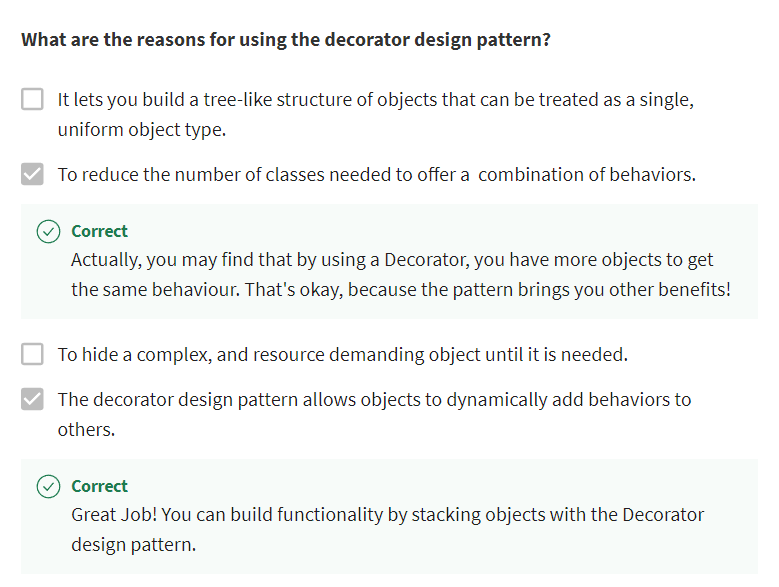 What are the reasons for using the decorator design pattern?
It lets you build a tree-like structure of objects that can be treated as a single,
uniform object type.
To reduce the number of classes needed to offer a  combination of behaviors.
Correct
Actually, you may find that by using a Decorator, you have more objects to get
the same behaviour. That's okay, because the pattern brings you other benefits!
To hide a complex, and resource demanding object until it is needed.
The decorator design pattern allows objects to dynamically add behaviors to
others.
Correct
Great Job! You can build functionality by stacking objects with the Decorator
design pattern.